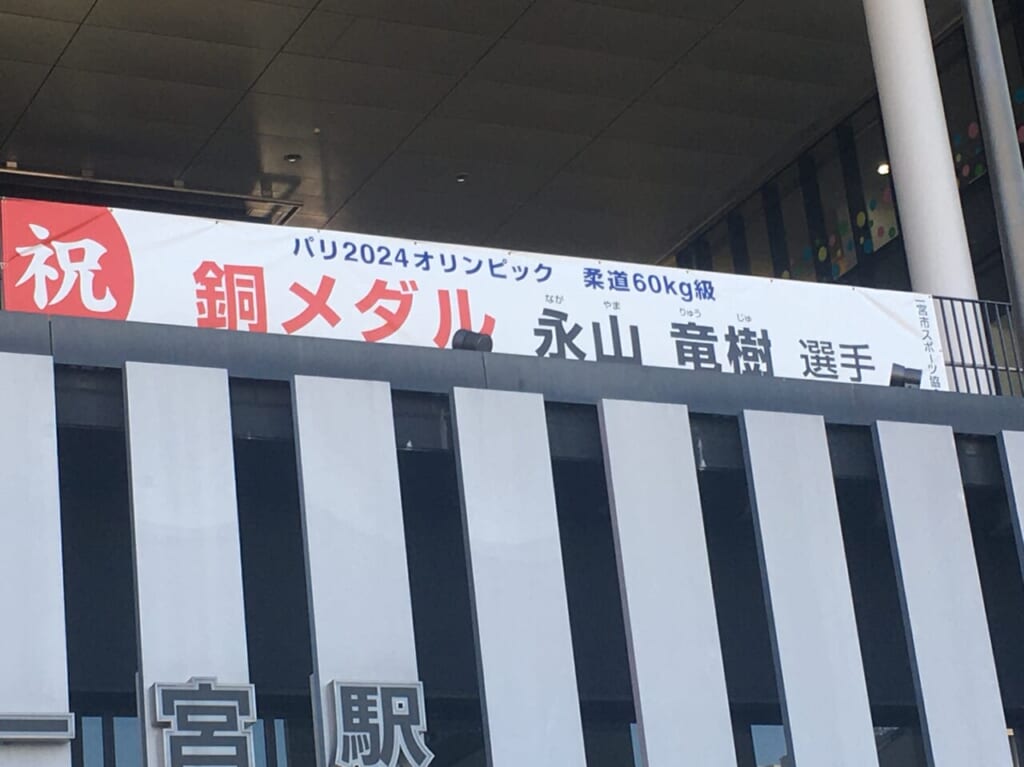 祝
パリ2024オリンピック 柔道60kg級
銅メダル 永山 竜樹 選手
なが やま りゅう じゅ
一宮市スポーツ協
一宮駅